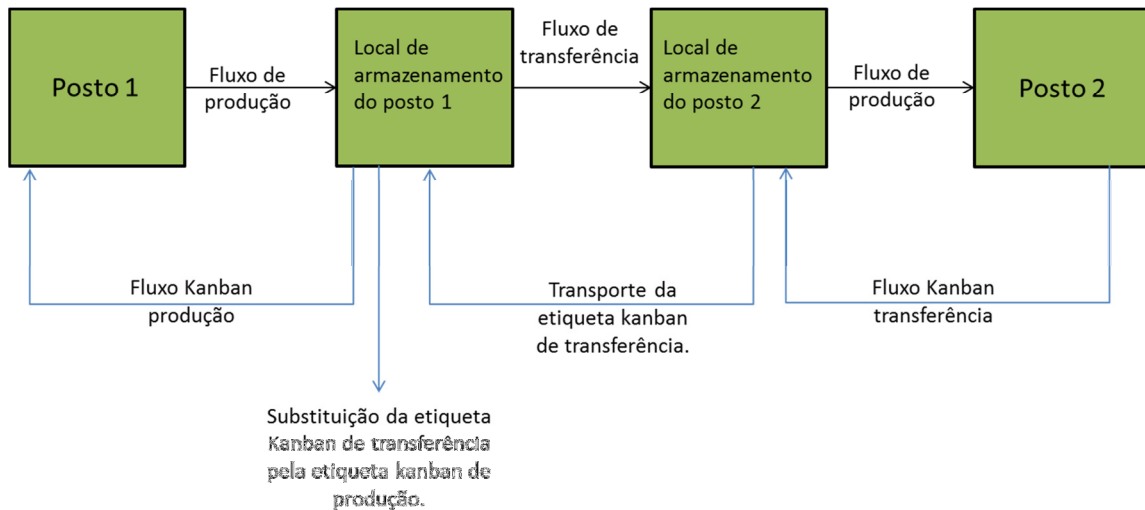 Posto 1
Fluxo de
produção
Local de
armazenamento
do posto 1
Fluxo de
transferência
Local de
armazenamento
do posto 2
Fluxo de
produção
Posto 2
Fluxo Kanban
produção
Transporte da
etiqueta kanban
de transferência.
Fluxo Kanban
transferência
Substituição da etiqueta
Kanban de transferência
pela etiqueta kanban de
produção.